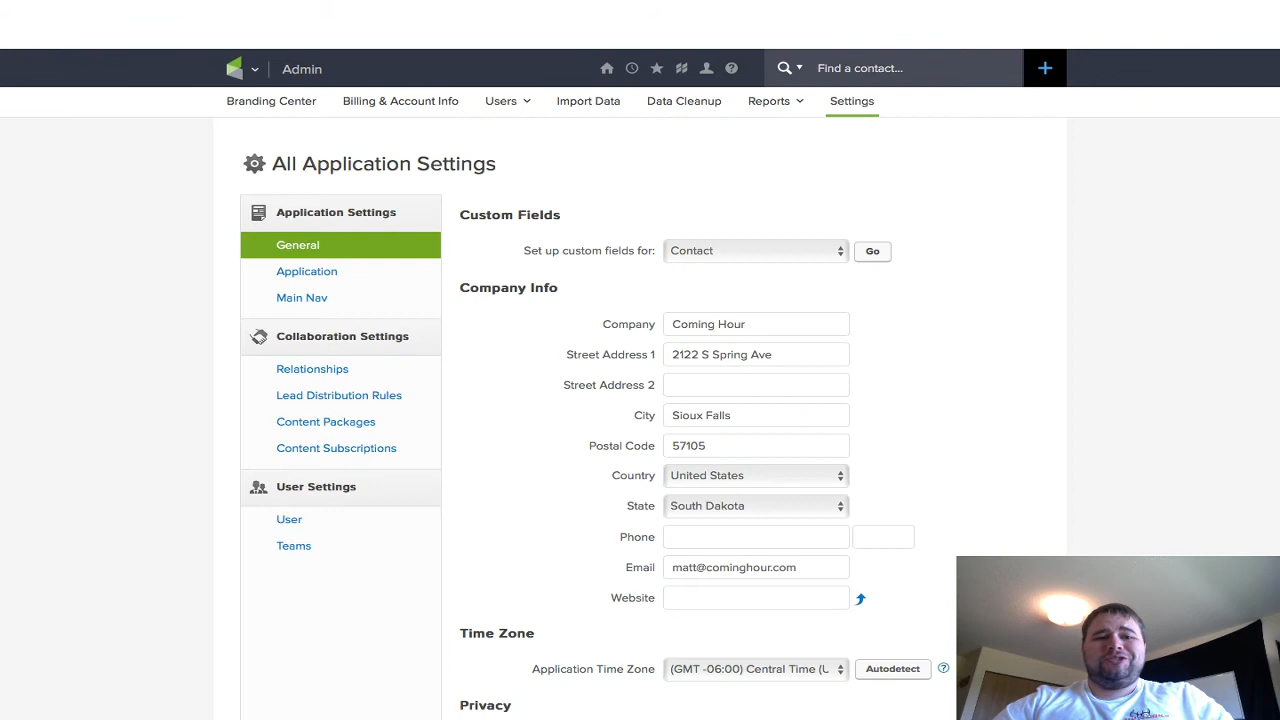 Admin
Find a contact...
Branding Center Billing & Account Info Users Import Data Data Cleanup Reports Settings
All Application Settings
Application Settings
General
Application
Main Nav
Collaboration Settings
Relationships
Lead Distribution Rules
Content Packages
Content Subscriptions
User Settings
User
Teams
Custom Fields
Set up custom fields for: Contact Go
Company Info
Company Coming Hour
Street Address 1 2122 S Spring Ave
Street Address 2
City Sioux Falls
Postal Code 57105
Country United States
State South Dakota
Phone
Email matt@cominghour.com
Website
Time Zone
Application Time Zone (GMT -06:00) Central Time (U Autodetect
Privacy